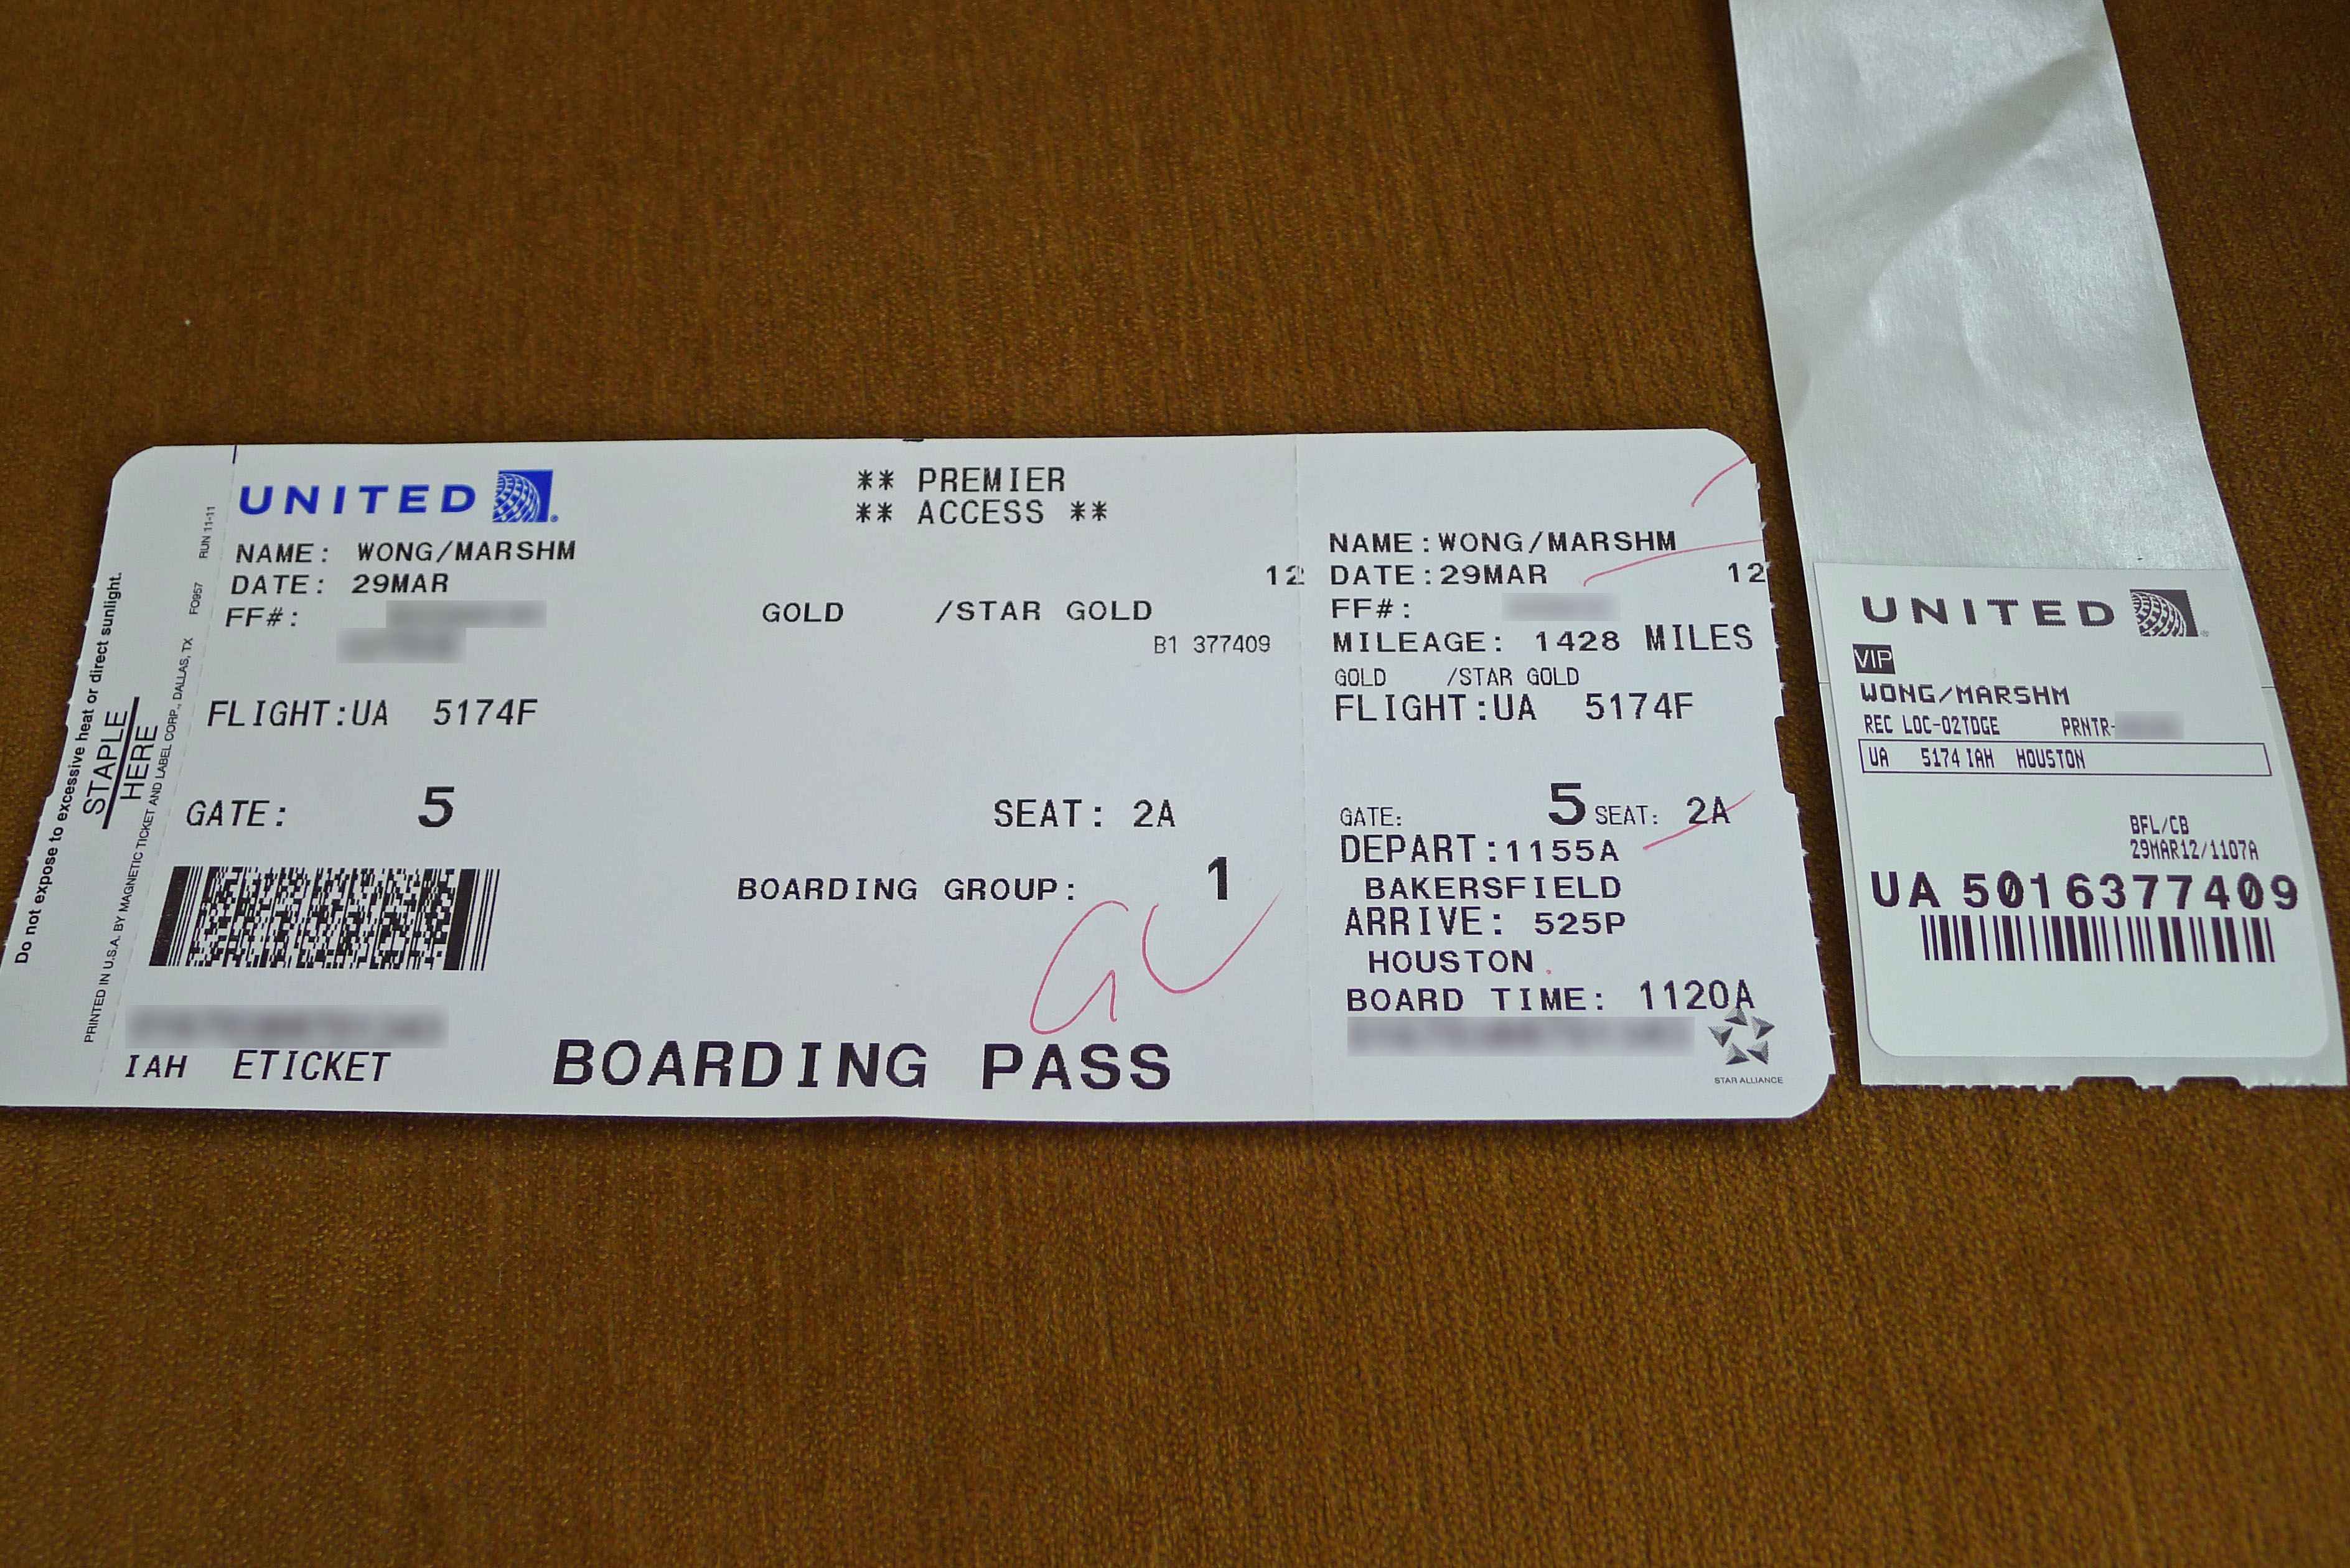 Do not expose to excessive heat or direct sunlight.
STAPLE
HERE
PRINTED IN U.S.A. BY MAGNETIC TICKET AND LABEL CORP., DALLAS, TX FO957 RUN 11-11
UNITED
** PREMIER
** ACCESS **
NAME: WONG/MARSHM
DATE: 29MAR 12
FF#:
GOLD /STAR GOLD
B1 377409
FLIGHT:UA 5174F
GATE: 5 SEAT: 2A
BOARDING GROUP: 1
GC
IAH ETICKET
BOARDING PASS
NAME:WONG/MARSHM
DATE:29MAR 12
FF#:
MILEAGE: 1428 MILES
GOLD /STAR GOLD
FLIGHT:UA 5174F
GATE: 5 SEAT: 2A
DEPART:1155A
BAKERSFIELD
ARRIVE: 525P
HOUSTON
BOARD TIME: 1120A
STAR ALLIANCE
UNITED
VIP
WONG/MARSHM
REC LOC-02TDGE PRNTR-
UA 5174 IAH HOUSTON
BFL/CB
29MAR12/1107A
UA 5016377409